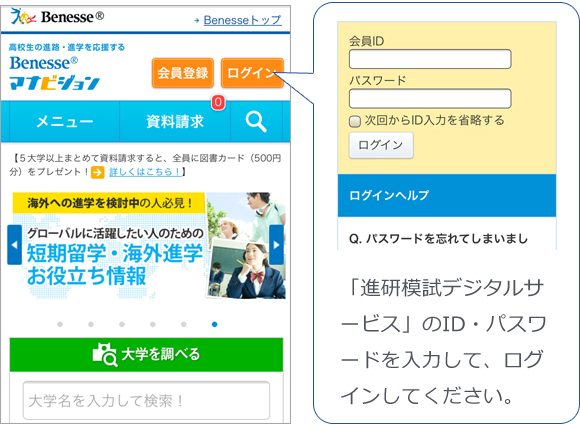 Benesse®
Benesseトップ
高校生の進路・進学を応援する
Benesse®
マナビジョン
会員登録
ログイン
メニュー
資料請求
0
【５大学以上まとめて資料請求すると、全員に図書カード（500円
分）をプレゼント！ 詳しくはこちら！】
海外への進学を検討中の人必見！
グローバルに活躍したい人のための
短期留学・海外進学
お役立ち情報
大学を調べる
大学名を入力して検索！
会員ID
パスワード
次回からID入力を省略する
ログイン
ログインヘルプ
Q. パスワードを忘れてしまいまし
「進研模試デジタルサ
ービス」のID・パスワ
ードを入力して、ログ
インしてください。